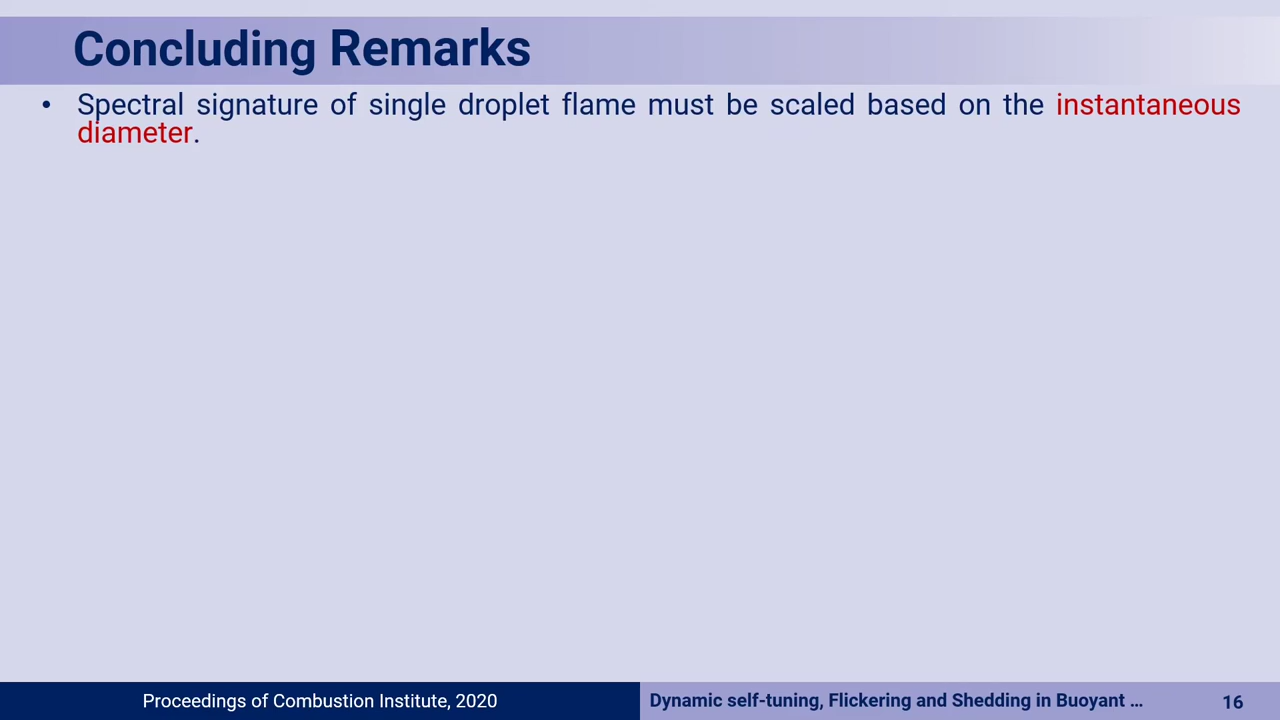 Concluding Remarks
• Spectral signature of single droplet flame must be scaled based on the instantaneous
diameter.
Proceedings of Combustion Institute, 2020
Dynamic self-tuning, Flickering and Shedding in Buoyant ...
16